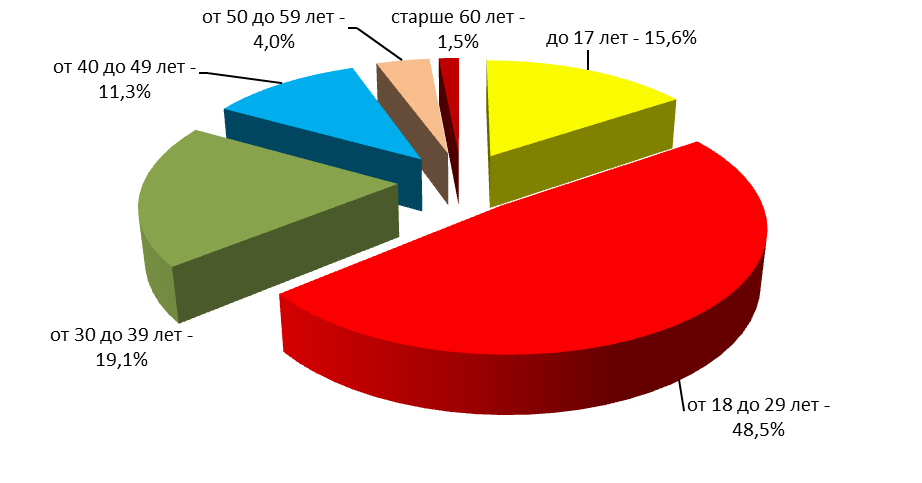 от 50 до 59 лет -
4,0%
старше 60 лет -
1,5%
до 17 лет - 15,6%
от 40 до 49 лет -
11,3%
от 30 до 39 лет -
19,1%
от 18 до 29 лет -
48,5%